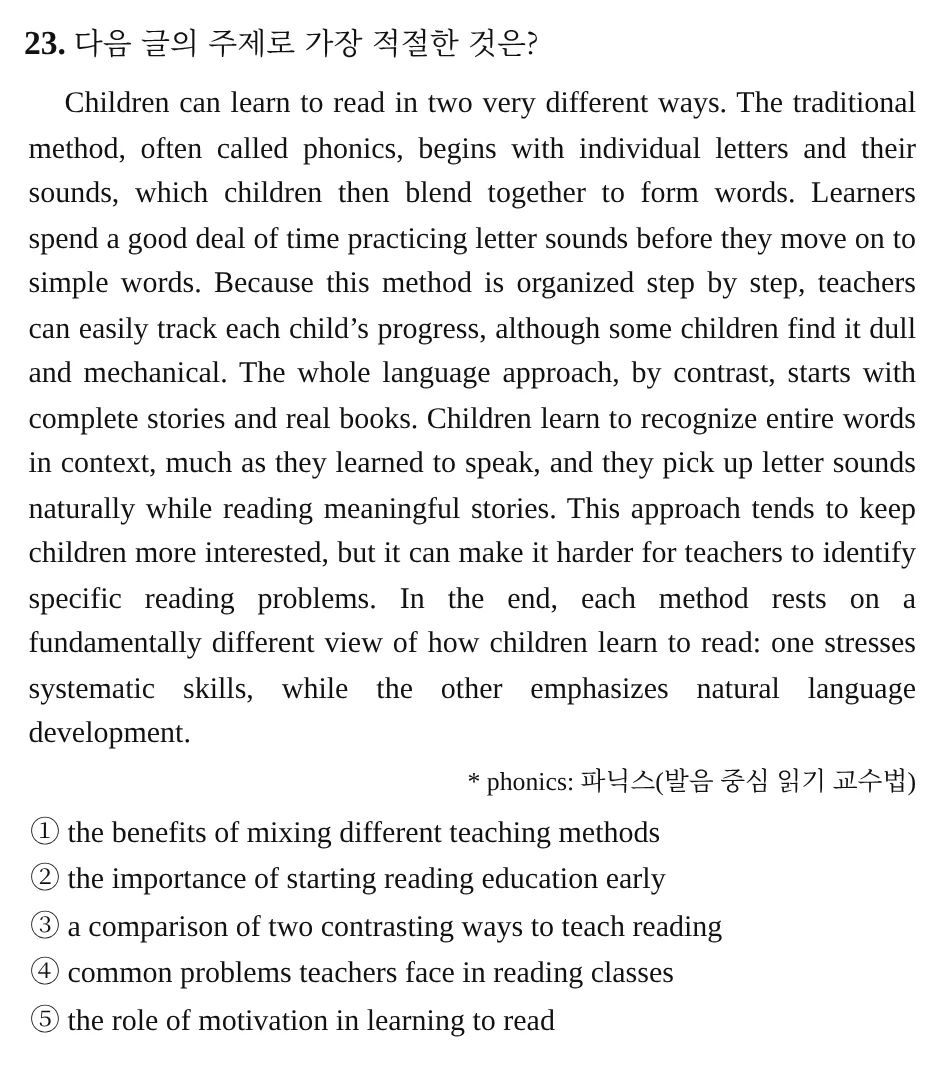 23. 다음 글의 주제로 가장 적절한 것은?
Children can learn to read in two very different ways. The traditional
method, often called phonics, begins with individual letters and their
sounds, which children then blend together to form words. Learners
spend a good deal of time practicing letter sounds before they move on to
simple words. Because this method is organized step by step, teachers
can easily track each child’s progress, although some children find it dull
and mechanical. The whole language approach, by contrast, starts with
complete stories and real books. Children learn to recognize entire words
in context, much as they learned to speak, and they pick up letter sounds
naturally while reading meaningful stories. This approach tends to keep
children more interested, but it can make it harder for teachers to identify
specific reading problems. In the end, each method rests on a
fundamentally different view of how children learn to read: one stresses
systematic skills, while the other emphasizes natural language
development.
* phonics: 파닉스(발음 중심 읽기 교수법)
① the benefits of mixing different teaching methods
② the importance of starting reading education early
③ a comparison of two contrasting ways to teach reading
④ common problems teachers face in reading classes
⑤ the role of motivation in learning to read